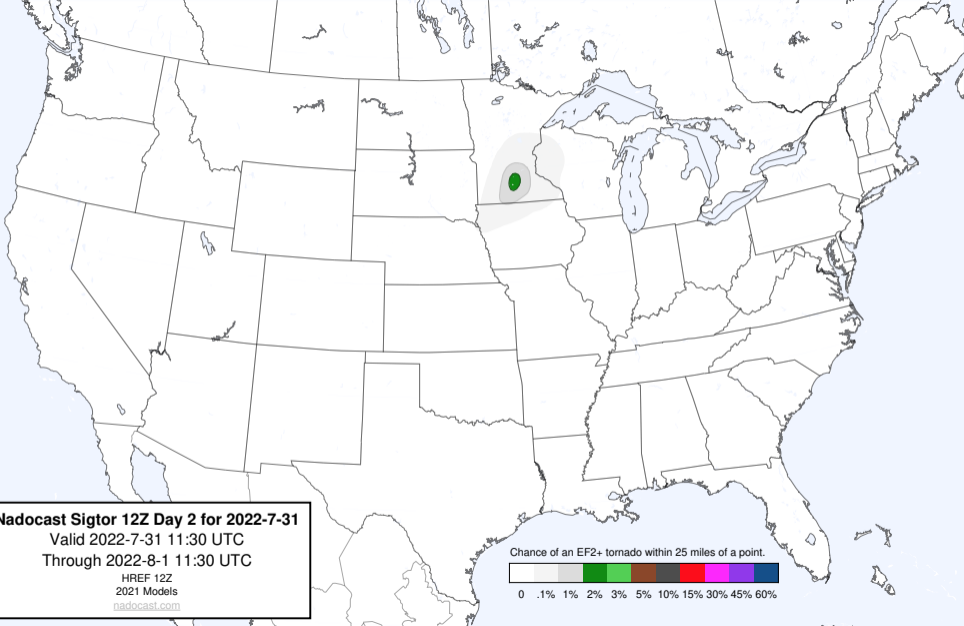 Nadocast Sigtor 12Z Day 2 for 2022-7-31
Valid 2022-7-31 11:30 UTC
Through 2022-8-1 11:30 UTC
HREF 12Z
2021 Models
nadocast.com
Chance of an EF2+ tornado within 25 miles of a point.
0 .1% 1% 2% 3% 5% 10% 15% 30% 45% 60%